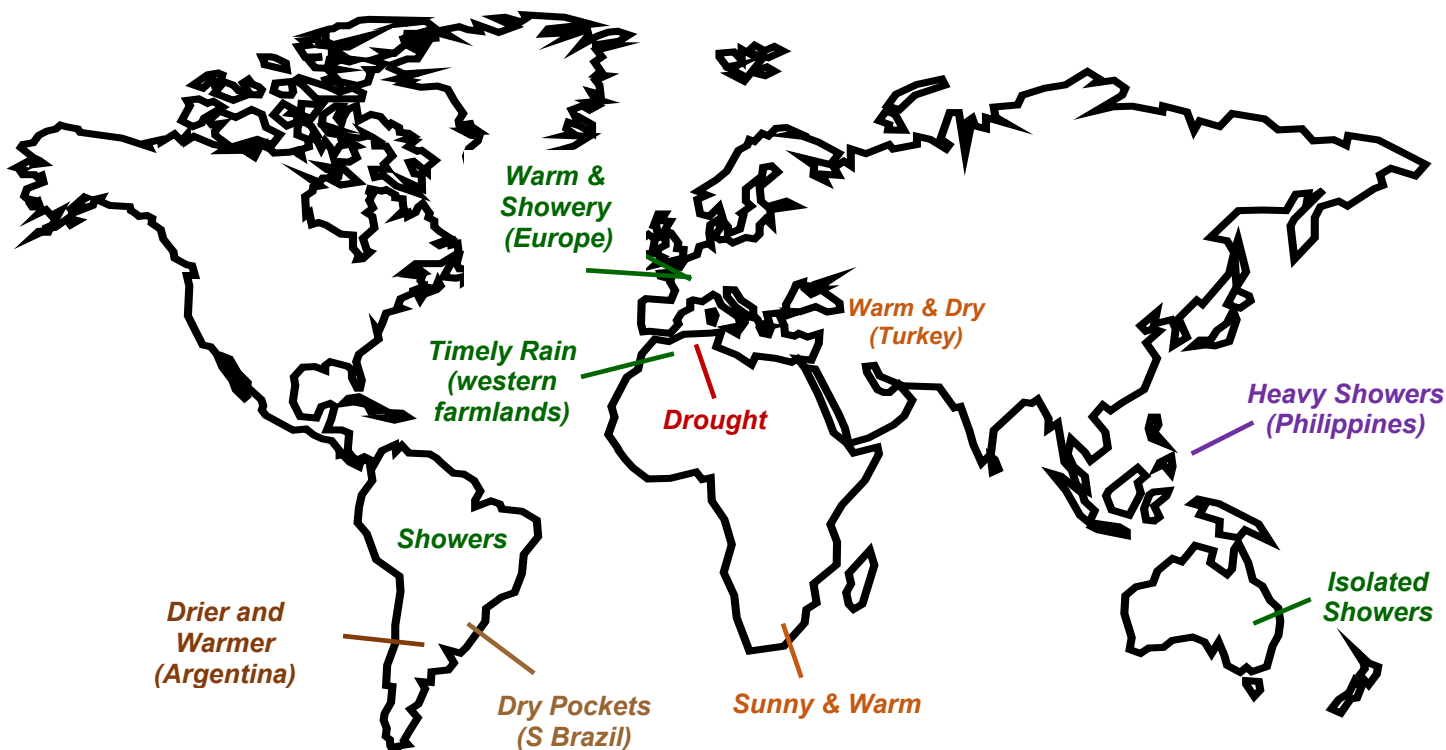 Warm &
Showery
(Europe)
Warm & Dry
(Turkey)
Timely Rain
(western
farmlands)
Drought
Heavy Showers
(Philippines)
Showers
Isolated
Showers
Drier and
Warmer
(Argentina)
Dry Pockets
(S Brazil)
Sunny & Warm